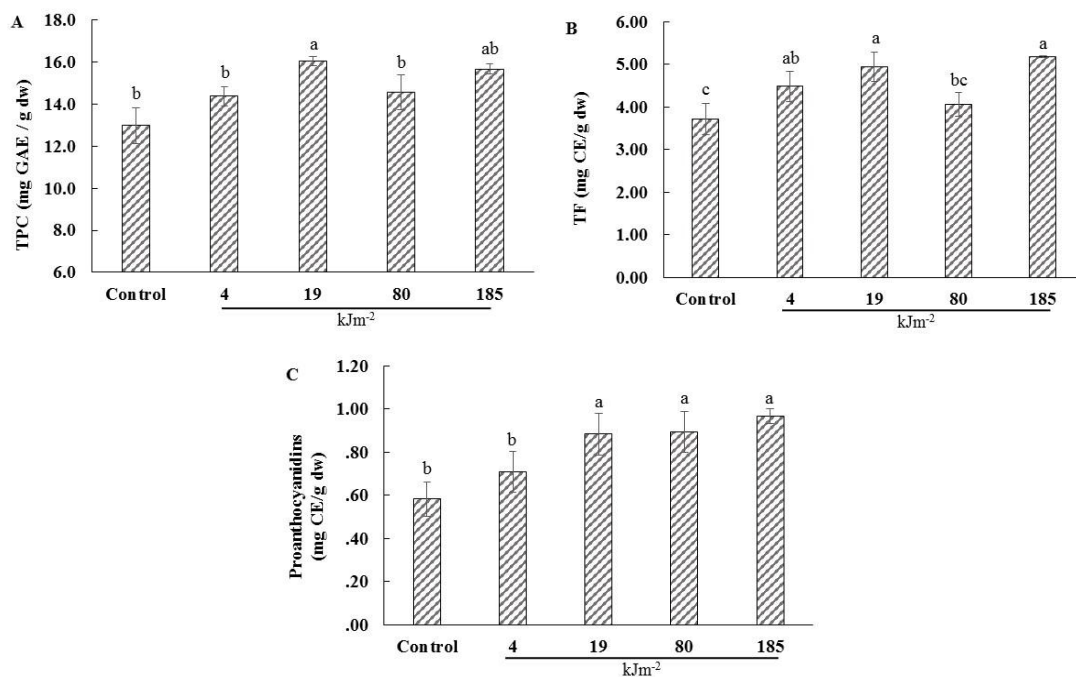 A
TPC (mg GAE / g dw)
18.0
16.0
14.0
12.0
10.0
8.0
6.0
b
b
a
b
ab
Control 4 19 80 185
kJm-2
B
TF (mg CE/g dw)
6.00
5.00
4.00
3.00
2.00
1.00
0.00
c
ab
a
bc
a
Control 4 19 80 185
kJm-2
C
Proanthocyanidins
(mg CE/g dw)
1.20
1.00
.80
.60
.40
.20
.00
b
b
a
a
a
Control 4 19 80 185
kJm-2